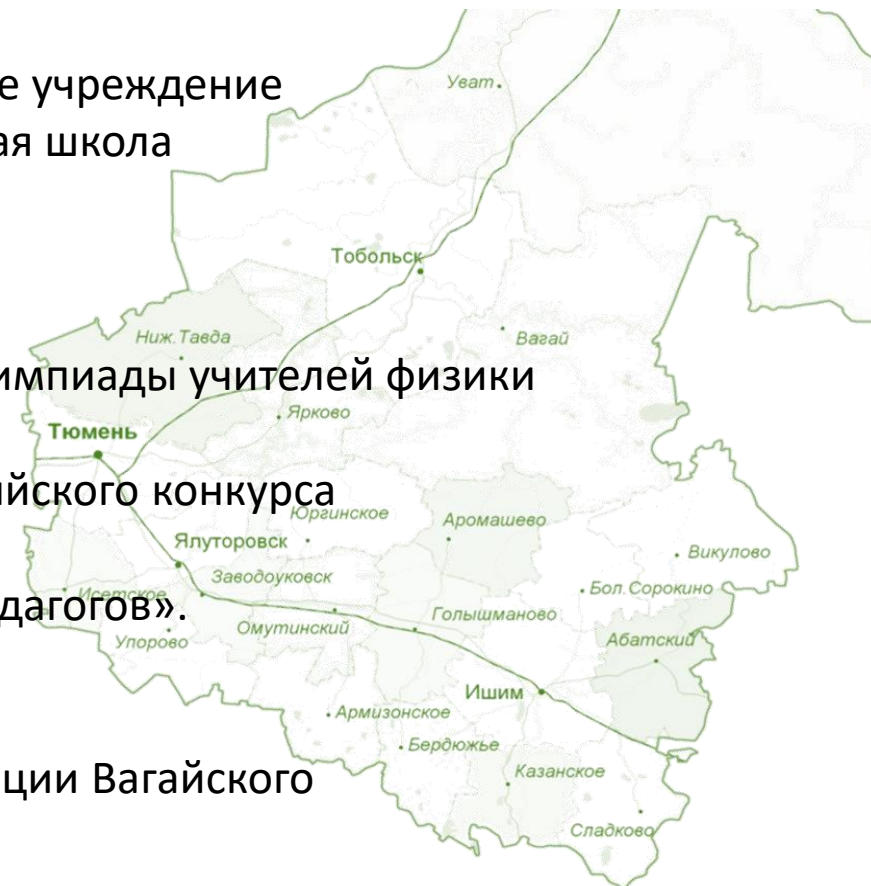 е учреждение
Уват
ая школа
Тобольск
Ниж.Тавда
Вагай
импиады учителей физики
Ярково
Тюмень
ийского конкурса
Юргинское
Аромашево
Ялуторовск
Викулово
Заводоуковск
Бол.Сорокино
Исетское
дагогов».
Голышманово
Омутинский
Упорово
Абатский
Ишим
Армизонское
Бердюжье
ции Вагайского
Казанское
Сладково